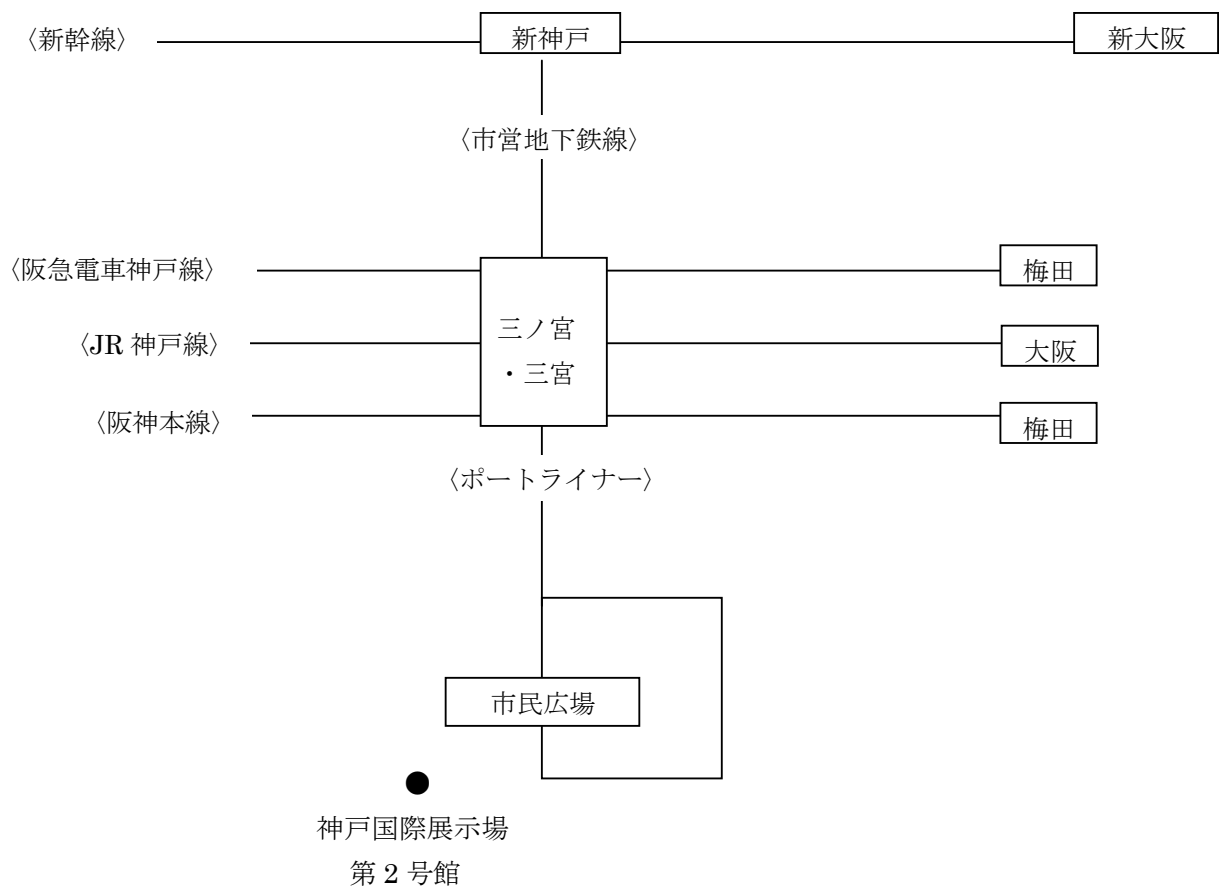 〈新幹線〉
新神戸
新大阪
〈市営地下鉄線〉
〈阪急電車神戸線〉
梅田
〈JR 神戸線〉
三ノ宮
・三宮
大阪
〈阪神本線〉
梅田
〈ポートライナー〉
市民広場
神戸国際展示場
第 2 号館